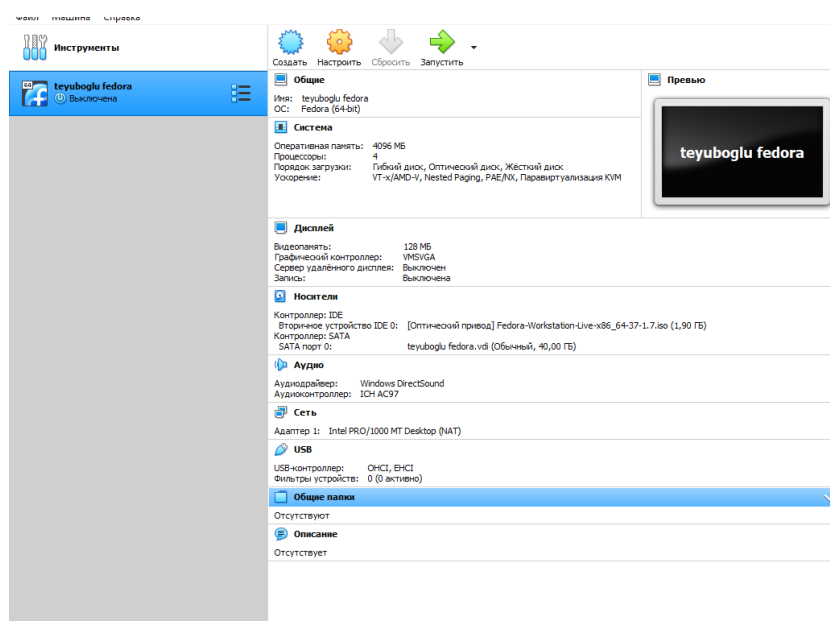 Файл Машина Справка
Инструменты
Создать Настроить Сбросить Запустить
64
teyuboglu fedora
Выключена
Общие
Имя: teyuboglu fedora
ОС: Fedora (64-bit)
Превью
teyuboglu fedora
Система
Оперативная память: 4096 МБ
Процессоры: 4
Порядок загрузки: Гибкий диск, Оптический диск, Жёсткий диск
Ускорение: VT-x/AMD-V, Nested Paging, PAE/NX, Паравиртуализация KVM
Дисплей
Видеопамять: 128 МБ
Графический контроллер: VMSVGA
Сервер удалённого дисплея: Выключен
Запись: Выключена
Носители
Контроллер: IDE
Вторичное устройство IDE 0: [Оптический привод] Fedora-Workstation-Live-x86_64-37-1.7.iso (1,90 ГБ)
Контроллер: SATA
SATA порт 0: teyuboglu fedora.vdi (Обычный, 40,00 ГБ)
Аудио
Аудиодрайвер: Windows DirectSound
Аудиоконтроллер: ICH AC97
Сеть
Адаптер 1: Intel PRO/1000 MT Desktop (NAT)
USB
USB-контроллер: OHCI, EHCI
Фильтры устройств: 0 (0 активно)
Общие папки
Отсутствуют
Описание
Отсутствует